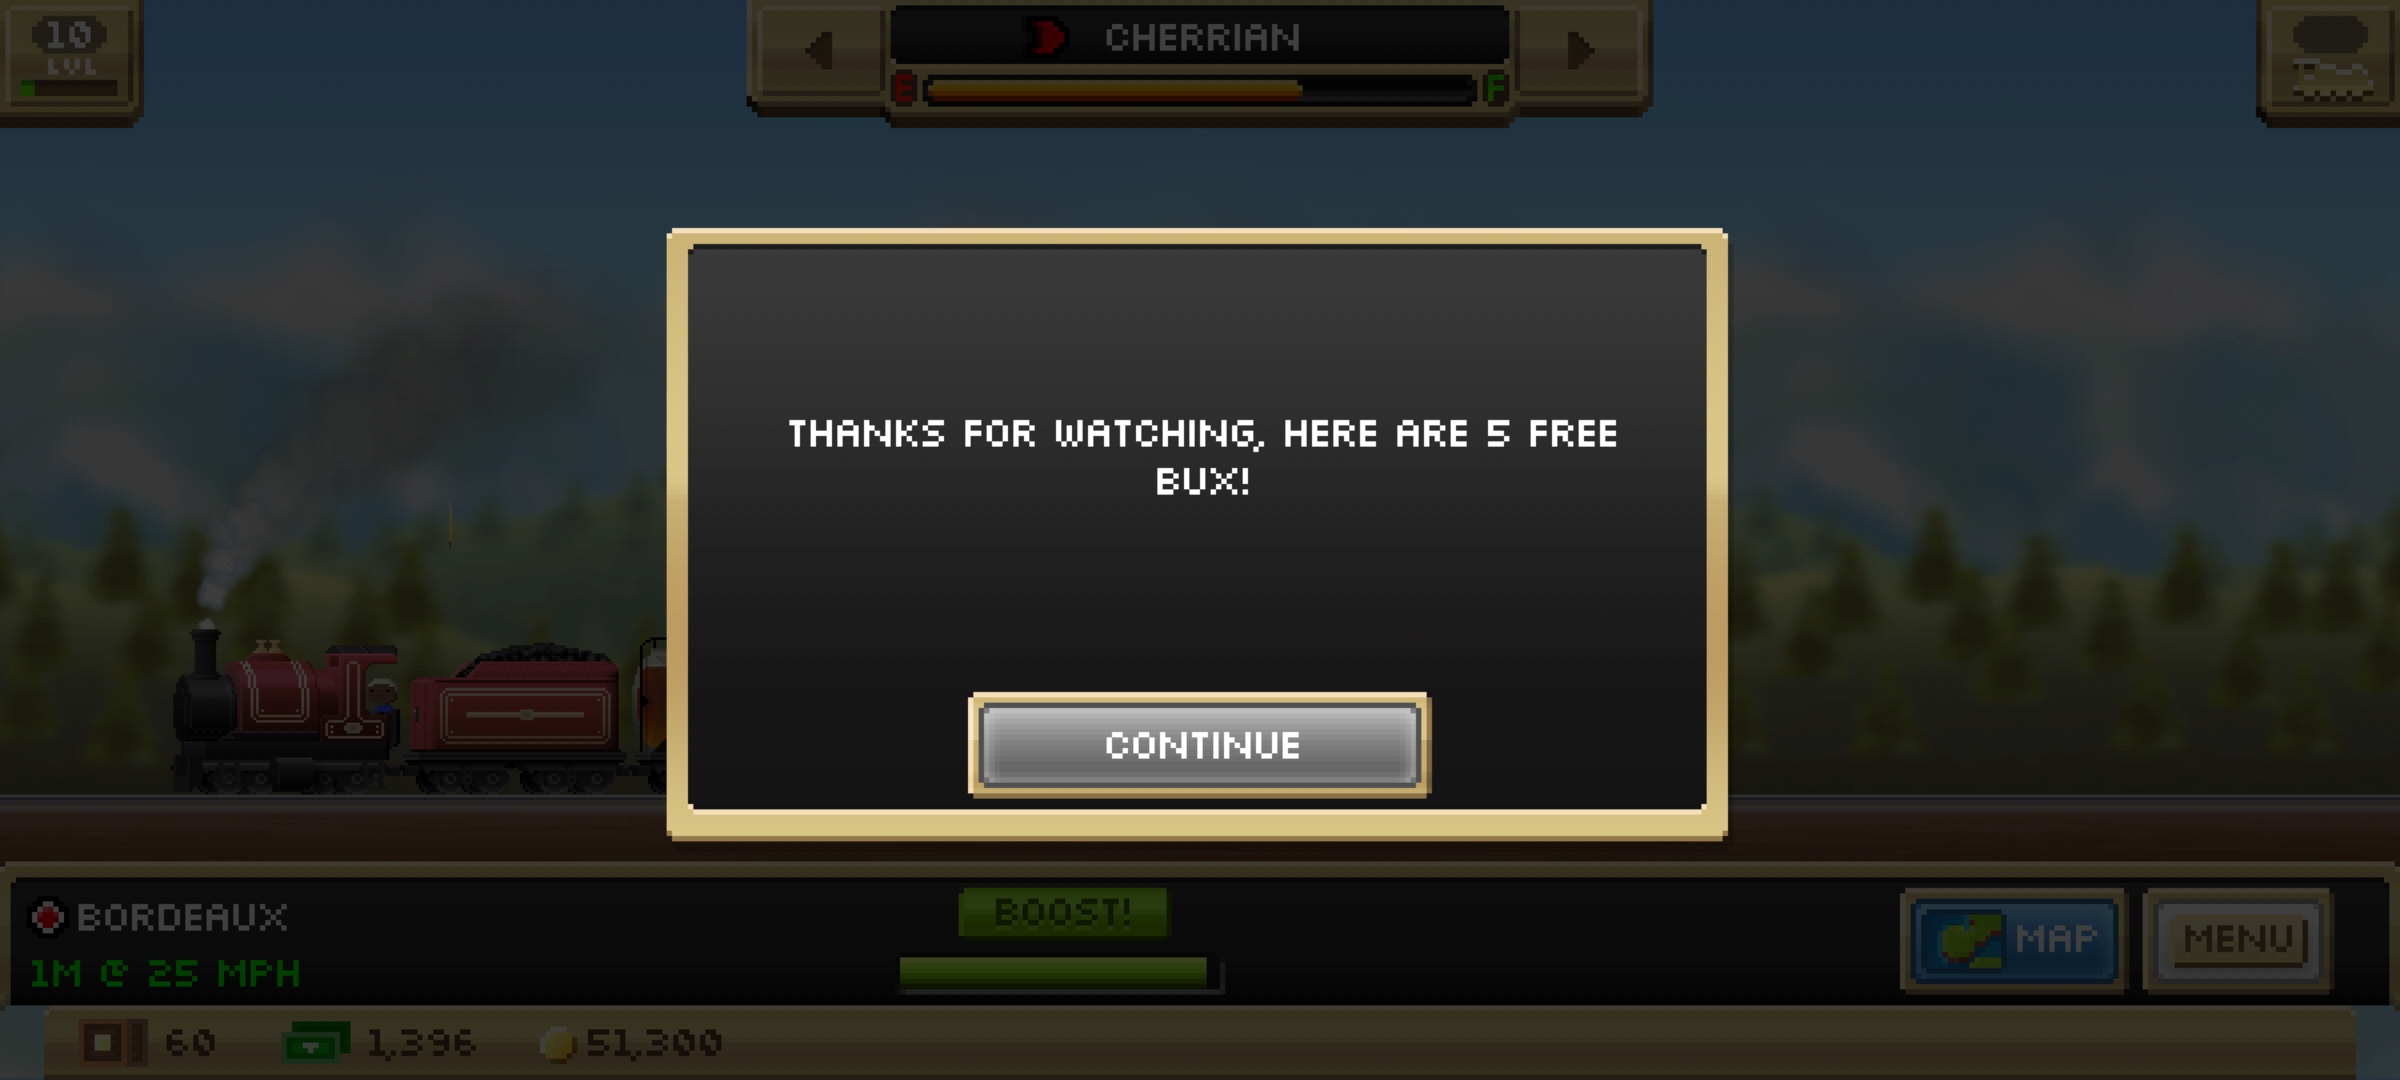 10
LVL
CHERRIAN
E F
THANKS FOR WATCHING, HERE ARE 5 FREE
BUX!
CONTINUE
BORDEAUX
1M @ 25 MPH
BOOST!
MAP
MENU
60 1,396 51,300